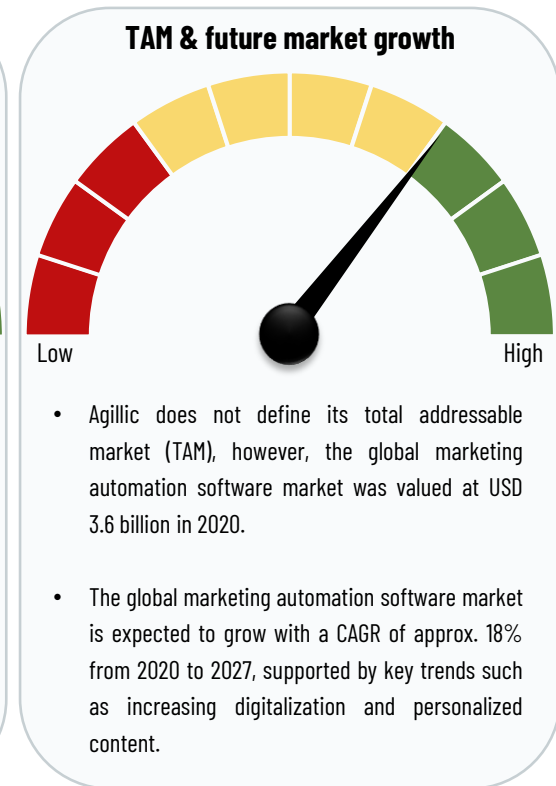 TAM & future market growth
Low
High
• Agillic does not define its total addressable
market (TAM), however, the global marketing
automation software market was valued at USD
3.6 billion in 2020.
• The global marketing automation software market
is expected to grow with a CAGR of approx. 18%
from 2020 to 2027, supported by key trends such
as increasing digitalization and personalized
content.